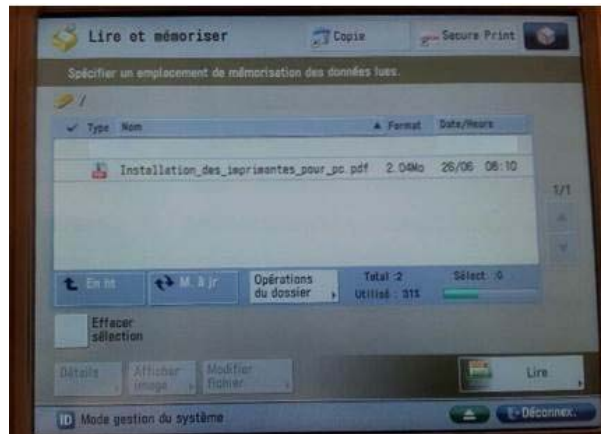 Lire et mémoriser
Copie
Secure Print
Spécifier un emplacement de mémorisation des données lues.
/
Type Nom ▲ Format Date/Heure
Installation_des_imprimantes_pour_pc.pdf 2.04Mo 26/06 08:10
1/1
En ht
M. à jr
Opérations du dossier
Total :2
Sélect. :0
Utilisé : 31%
Effacer
sélection
Détails
Afficher
image
Modifier
fichier
Lire
ID Mode gestion du système
Déconnex.